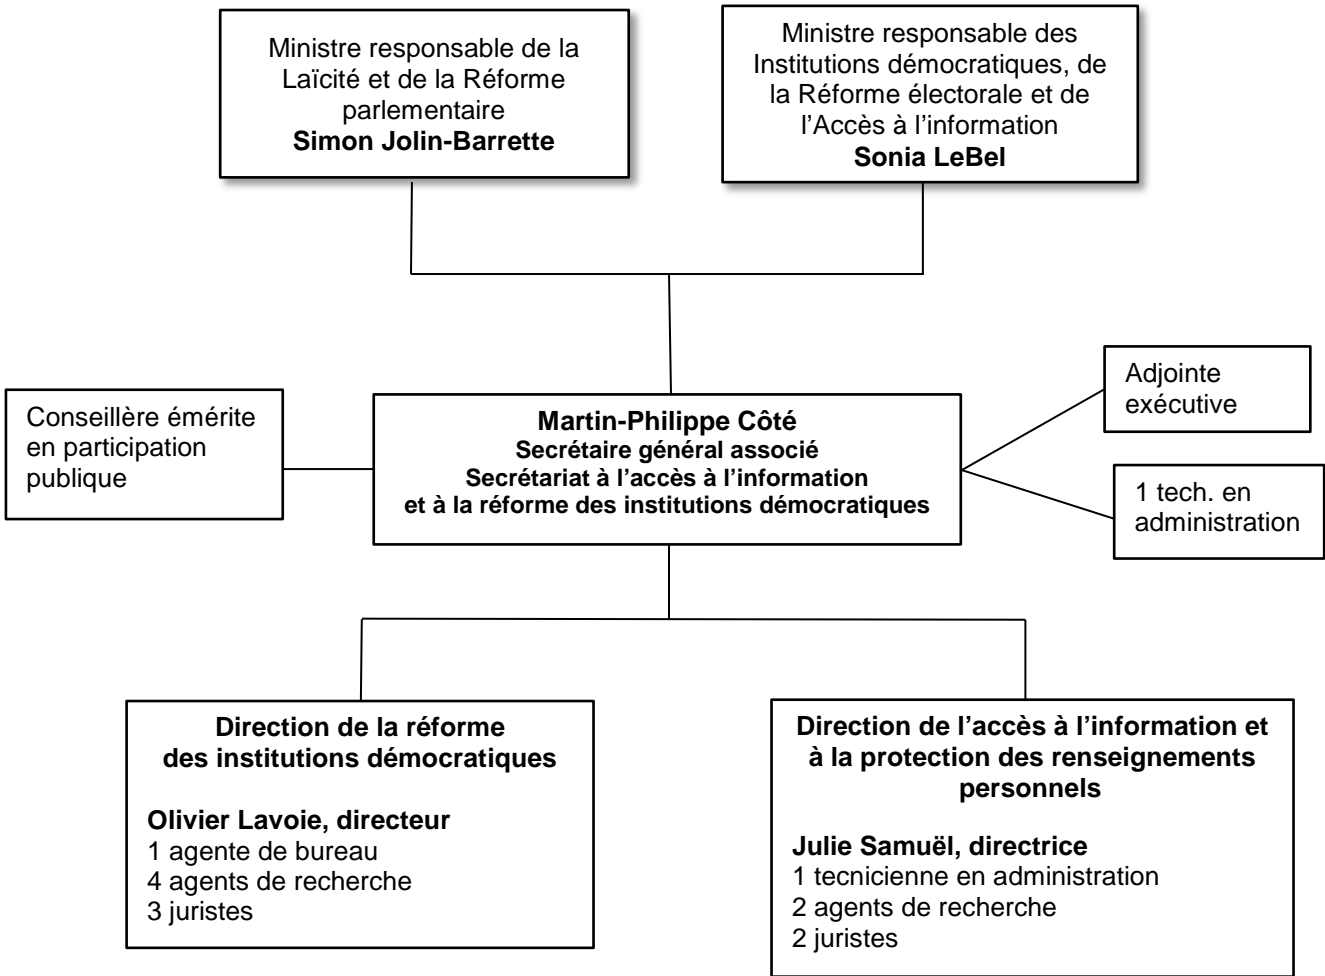 Ministre responsable de la
Laïcité et de la Réforme
parlementaire
Simon Jolin-Barrette
Ministre responsable des
Institutions démocratiques, de
la Réforme électorale et de
l’Accès à l’information
Sonia LeBel
Conseillère émérite
en participation
publique
Martin-Philippe Côté
Secrétaire général associé
Secrétariat à l’accès à l’information
et à la réforme des institutions démocratiques
Adjointe
exécutive
1 tech. en
administration
Direction de la réforme
des institutions démocratiques
Olivier Lavoie, directeur
1 agente de bureau
4 agents de recherche
3 juristes
Direction de l’accès à l’information et
à la protection des renseignements
personnels
Julie Samuël, directrice
1 tecnicienne en administration
2 agents de recherche
2 juristes